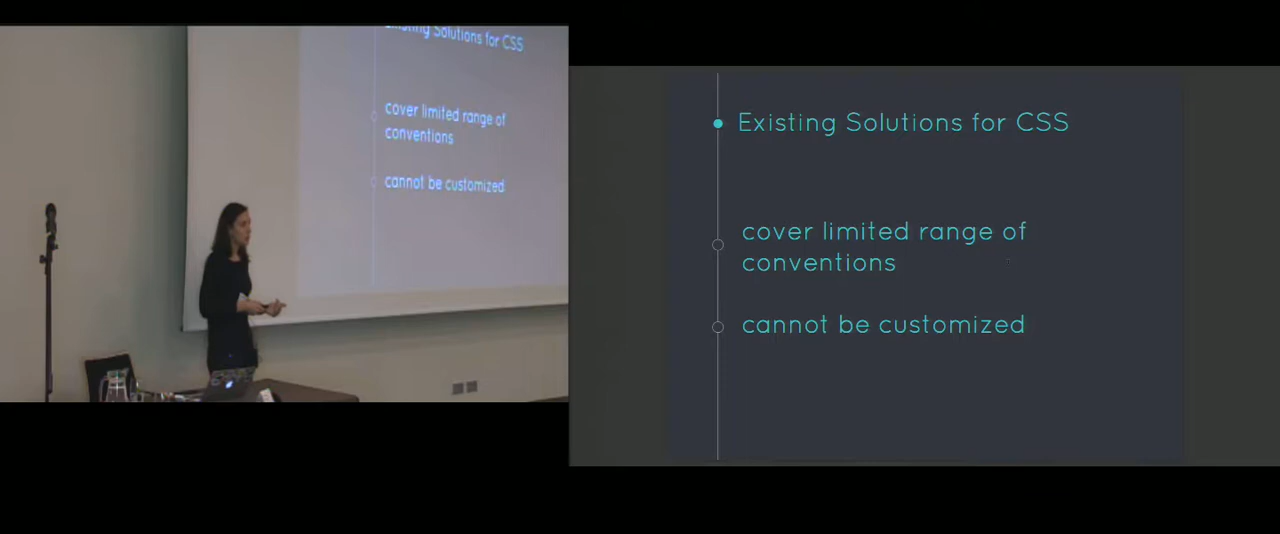 Existing Solutions for CSS
cover limited range of
conventions
cannot be customized
Existing Solutions for CSS
cover limited range of
conventions
cannot be customized